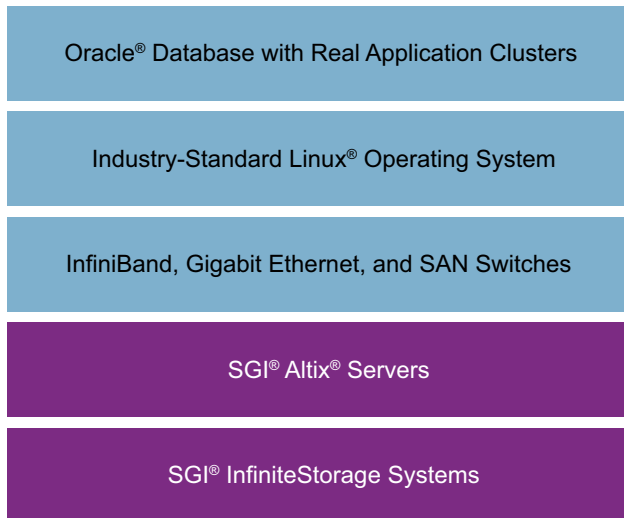 Oracle® Database with Real Application Clusters
Industry-Standard Linux® Operating System
InfiniBand, Gigabit Ethernet, and SAN Switches
SGI® Altix® Servers
SGI® InfiniteStorage Systems